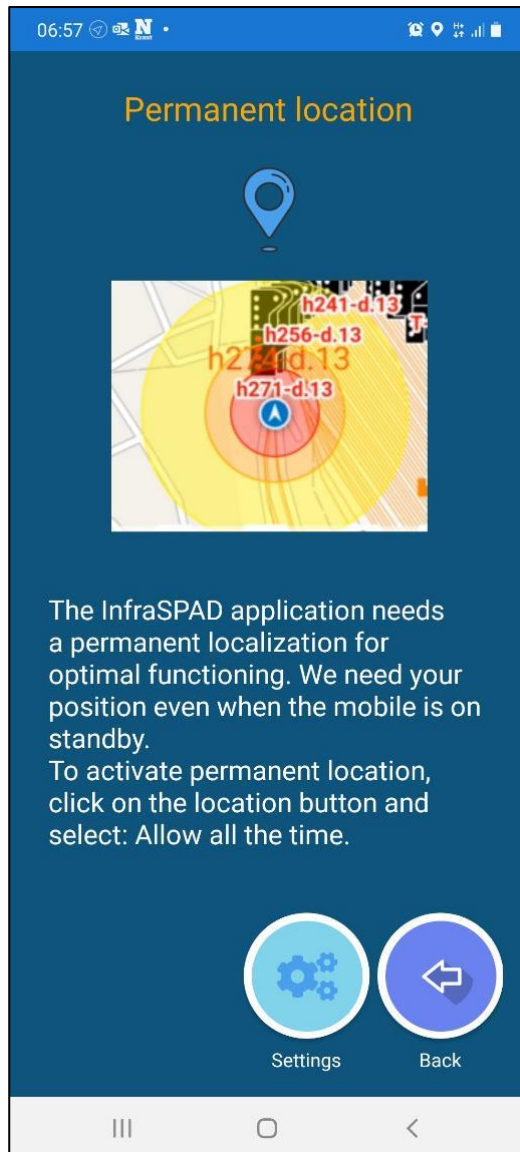 06:57
N
Permanent location
h241-d.13
T-
h256-d.13
h274-d.13
h271-d.13
The InfraSPAD application needs
a permanent localization for
optimal functioning. We need your
position even when the mobile is on
standby.
To activate permanent location,
click on the location button and
select: Allow all the time.
Settings
Back